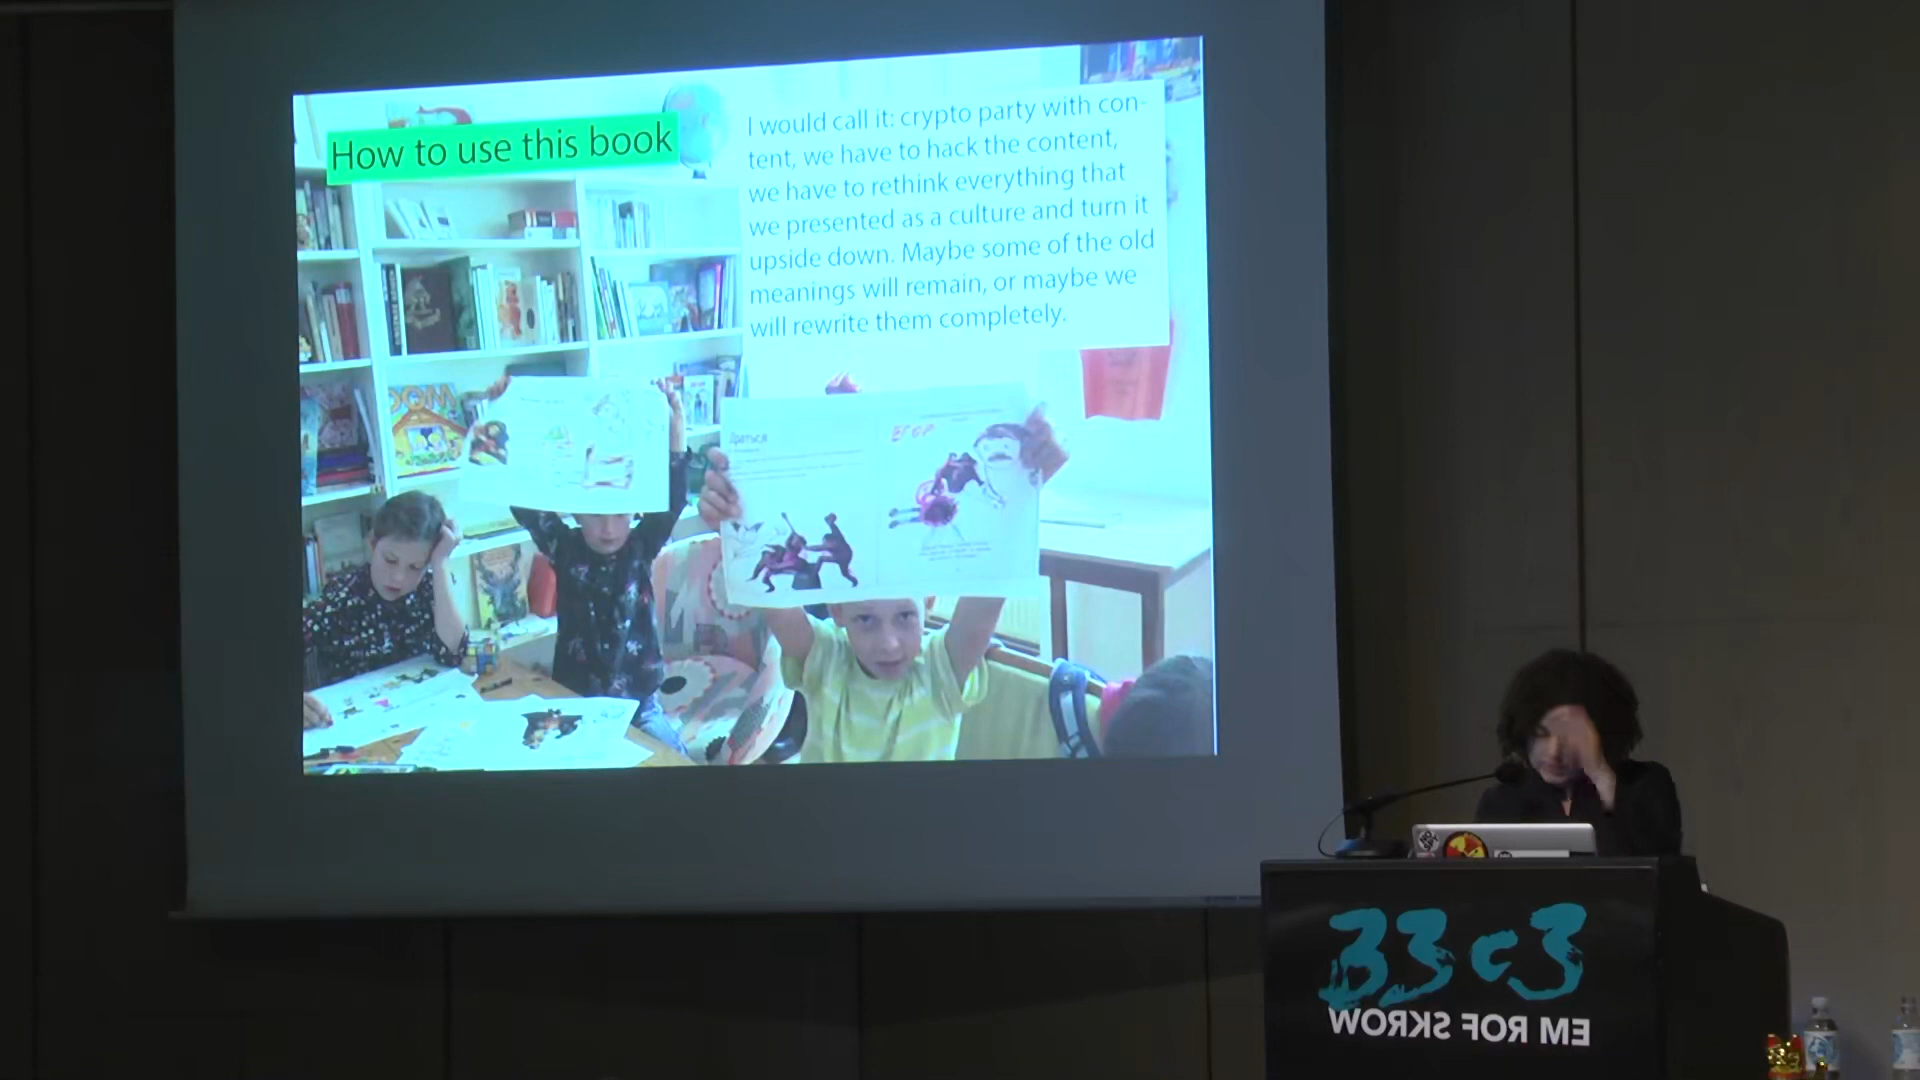 How to use this book
I would call it: crypto party with con-
tent, we have to hack the content,
we have to rethink everything that
we presented as a culture and turn it
upside down. Maybe some of the old
meanings will remain, or maybe we
will rewrite them completely.
DOM
Драться
ЕГОР
33c3
WORKS FOR ME